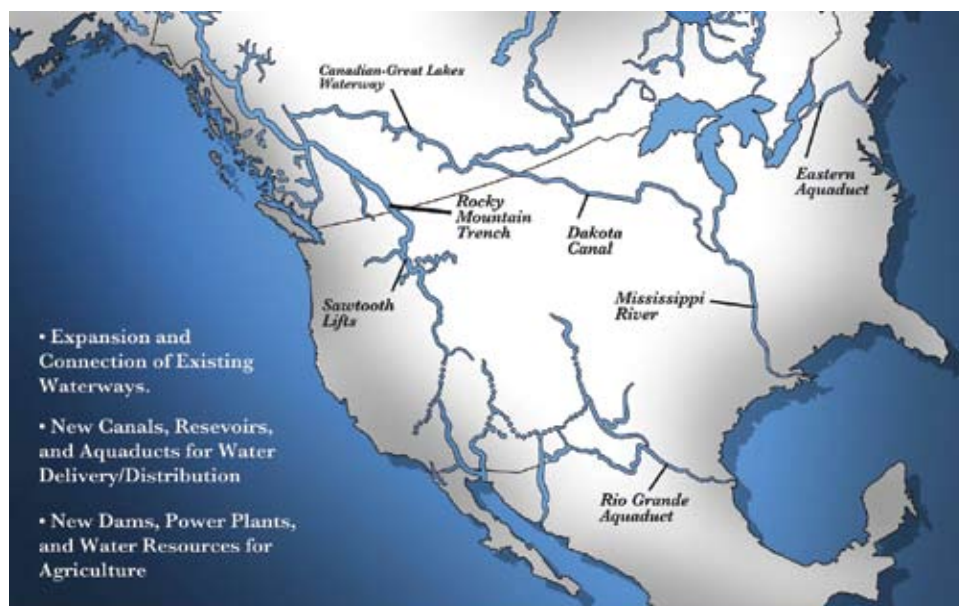 Canadian-Great Lakes
Waterway
Eastern
Aquaduct
Rocky
Mountain
Trench
Dakota
Canal
Sawtooth
Lifts
Mississippi
River
• Expansion and
Connection of Existing
Waterways.
• New Canals, Resevoirs,
and Aquaducts for Water
Delivery/Distribution
• New Dams, Power Plants,
and Water Resources for
Agriculture
Rio Grande
Aquaduct